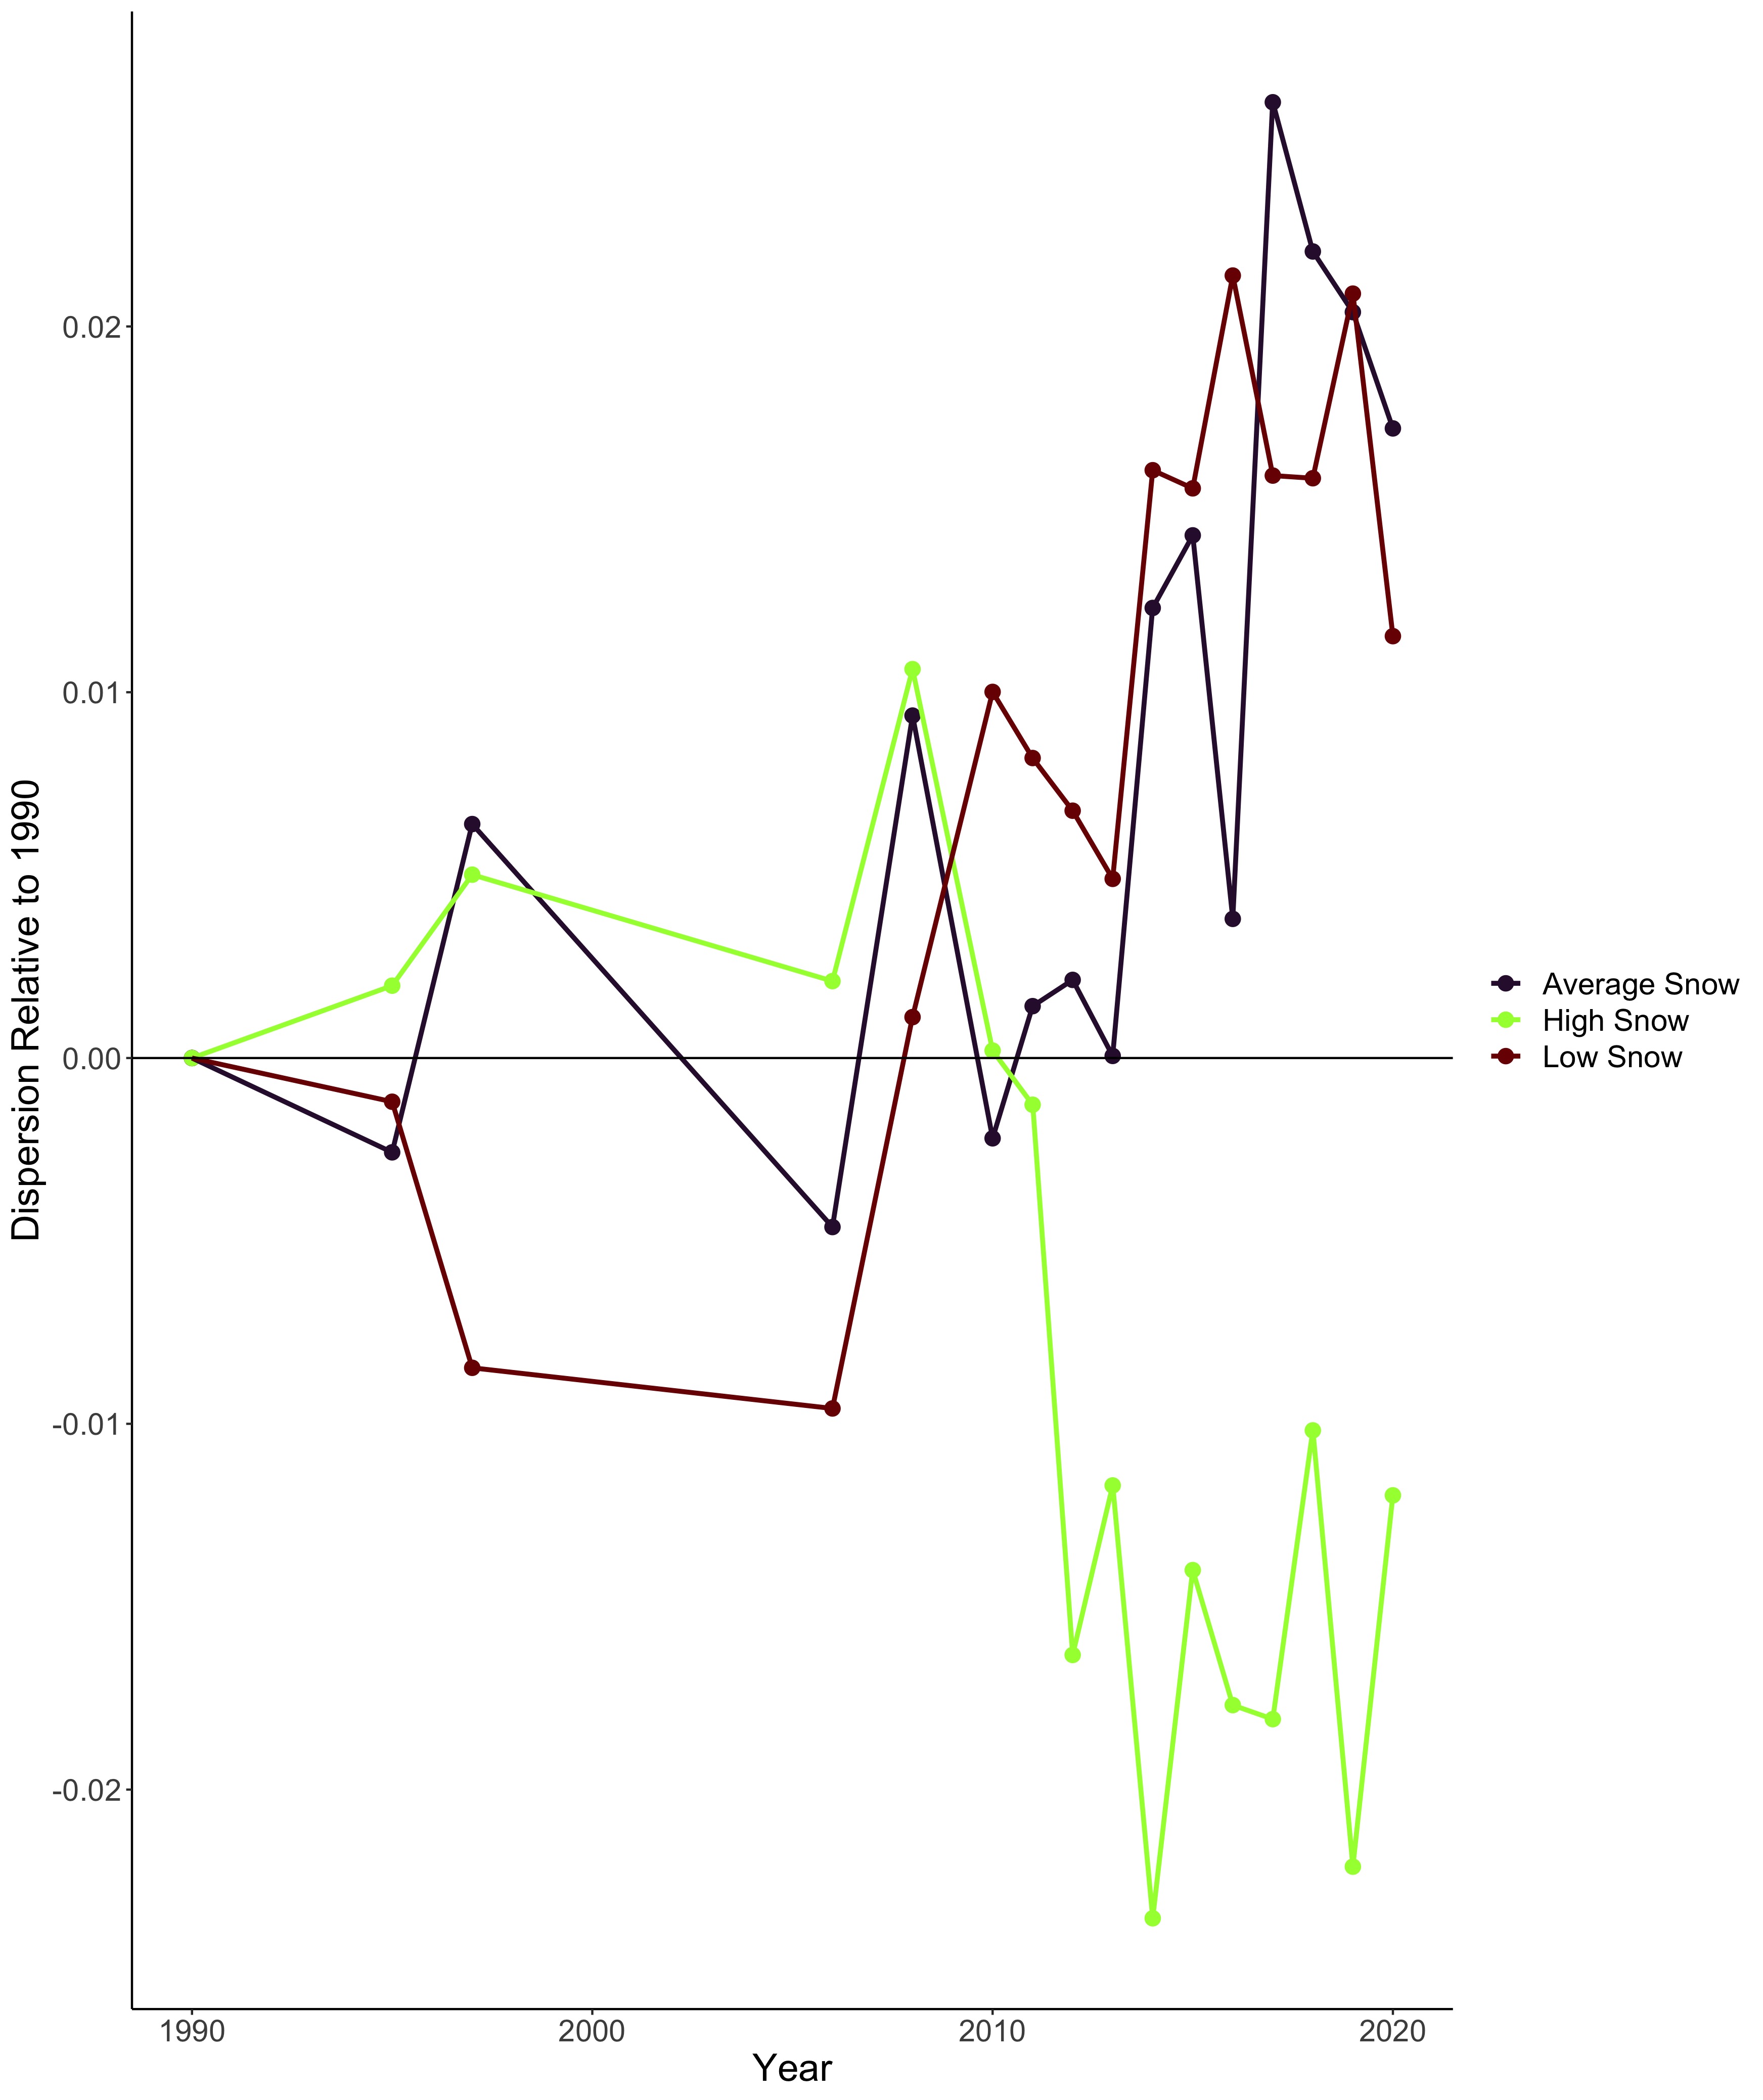 Dispersion Relative to 1990
0.02
0.01
0.00
-0.01
-0.02
1990 2000 2010 2020
Year
Average Snow
High Snow
Low Snow